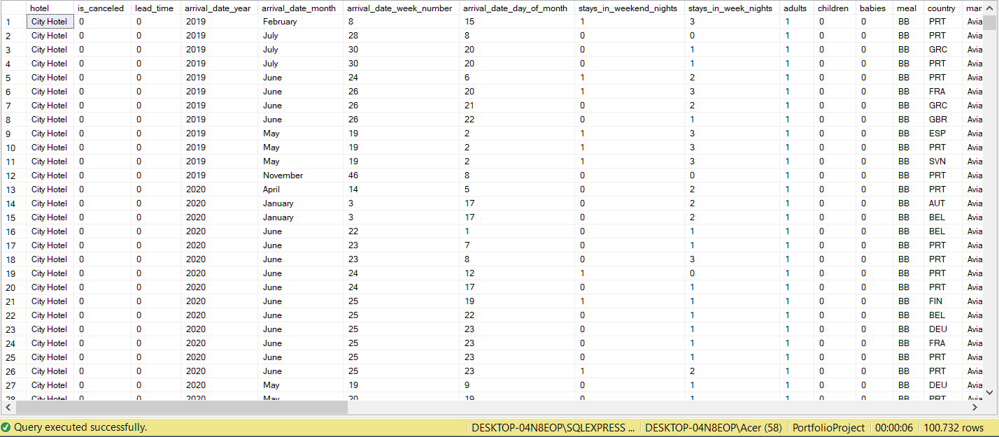 hotel is_canceled lead_time arrival_date_year arrival_date_month arrival_date_week_number arrival_date_day_of_month stays_in_weekend_nights stays_in_week_nights adults children babies meal country mar
1 City Hotel 0 0 2019 February 8 15 1 3 1 0 0 BB PRT Avia
2 City Hotel 0 0 2019 July 28 8 0 0 1 0 0 BB PRT Avia
3 City Hotel 0 0 2019 July 30 20 0 1 1 0 0 BB GRC Avia
4 City Hotel 0 0 2019 July 30 20 0 1 1 0 0 BB PRT Avia
5 City Hotel 0 0 2019 June 24 6 1 2 1 0 0 BB PRT Avia
6 City Hotel 0 0 2019 June 26 20 1 3 1 0 0 BB FRA Avia
7 City Hotel 0 0 2019 June 26 21 0 2 1 0 0 BB GRC Avia
8 City Hotel 0 0 2019 June 26 22 0 1 1 0 0 BB GBR Avia
9 City Hotel 0 0 2019 May 19 2 1 3 1 0 0 BB ESP Avia
10 City Hotel 0 0 2019 May 19 2 1 3 1 0 0 BB PRT Avia
11 City Hotel 0 0 2019 May 19 2 1 3 1 0 0 BB SVN Avia
12 City Hotel 0 0 2019 November 46 8 0 0 1 0 0 BB PRT Avia
13 City Hotel 0 0 2020 April 14 5 0 2 1 0 0 BB PRT Avia
14 City Hotel 0 0 2020 January 3 17 0 2 1 0 0 BB AUT Avia
15 City Hotel 0 0 2020 January 3 17 0 2 1 0 0 BB BEL Avia
16 City Hotel 0 0 2020 June 22 1 0 1 1 0 0 BB BEL Avia
17 City Hotel 0 0 2020 June 23 7 0 1 1 0 0 BB PRT Avia
18 City Hotel 0 0 2020 June 23 8 0 3 1 0 0 BB PRT Avia
19 City Hotel 0 0 2020 June 24 12 1 0 1 0 0 BB PRT Avia
20 City Hotel 0 0 2020 June 24 17 0 1 1 0 0 BB PRT Avia
21 City Hotel 0 0 2020 June 25 19 1 1 1 0 0 BB FIN Avia
22 City Hotel 0 0 2020 June 25 22 0 1 1 0 0 BB BEL Avia
23 City Hotel 0 0 2020 June 25 23 0 1 1 0 0 BB DEU Avia
24 City Hotel 0 0 2020 June 25 23 0 1 1 0 0 BB FRA Avia
25 City Hotel 0 0 2020 June 25 23 0 1 1 0 0 BB PRT Avia
26 City Hotel 0 0 2020 June 25 23 1 2 1 0 0 BB PRT Avia
27 City Hotel 0 0 2020 May 19 9 0 1 1 0 0 BB DEU Avia
28 City Hotel 0 0 2020 May 20 19 0 1 1 0 0 BB PRT Avia
Query executed successfully. DESKTOP-04N8EOP\SQLEXPRESS ... DESKTOP-04N8EOP\Acer (58) PortfolioProject 00:00:06 100.732 rows